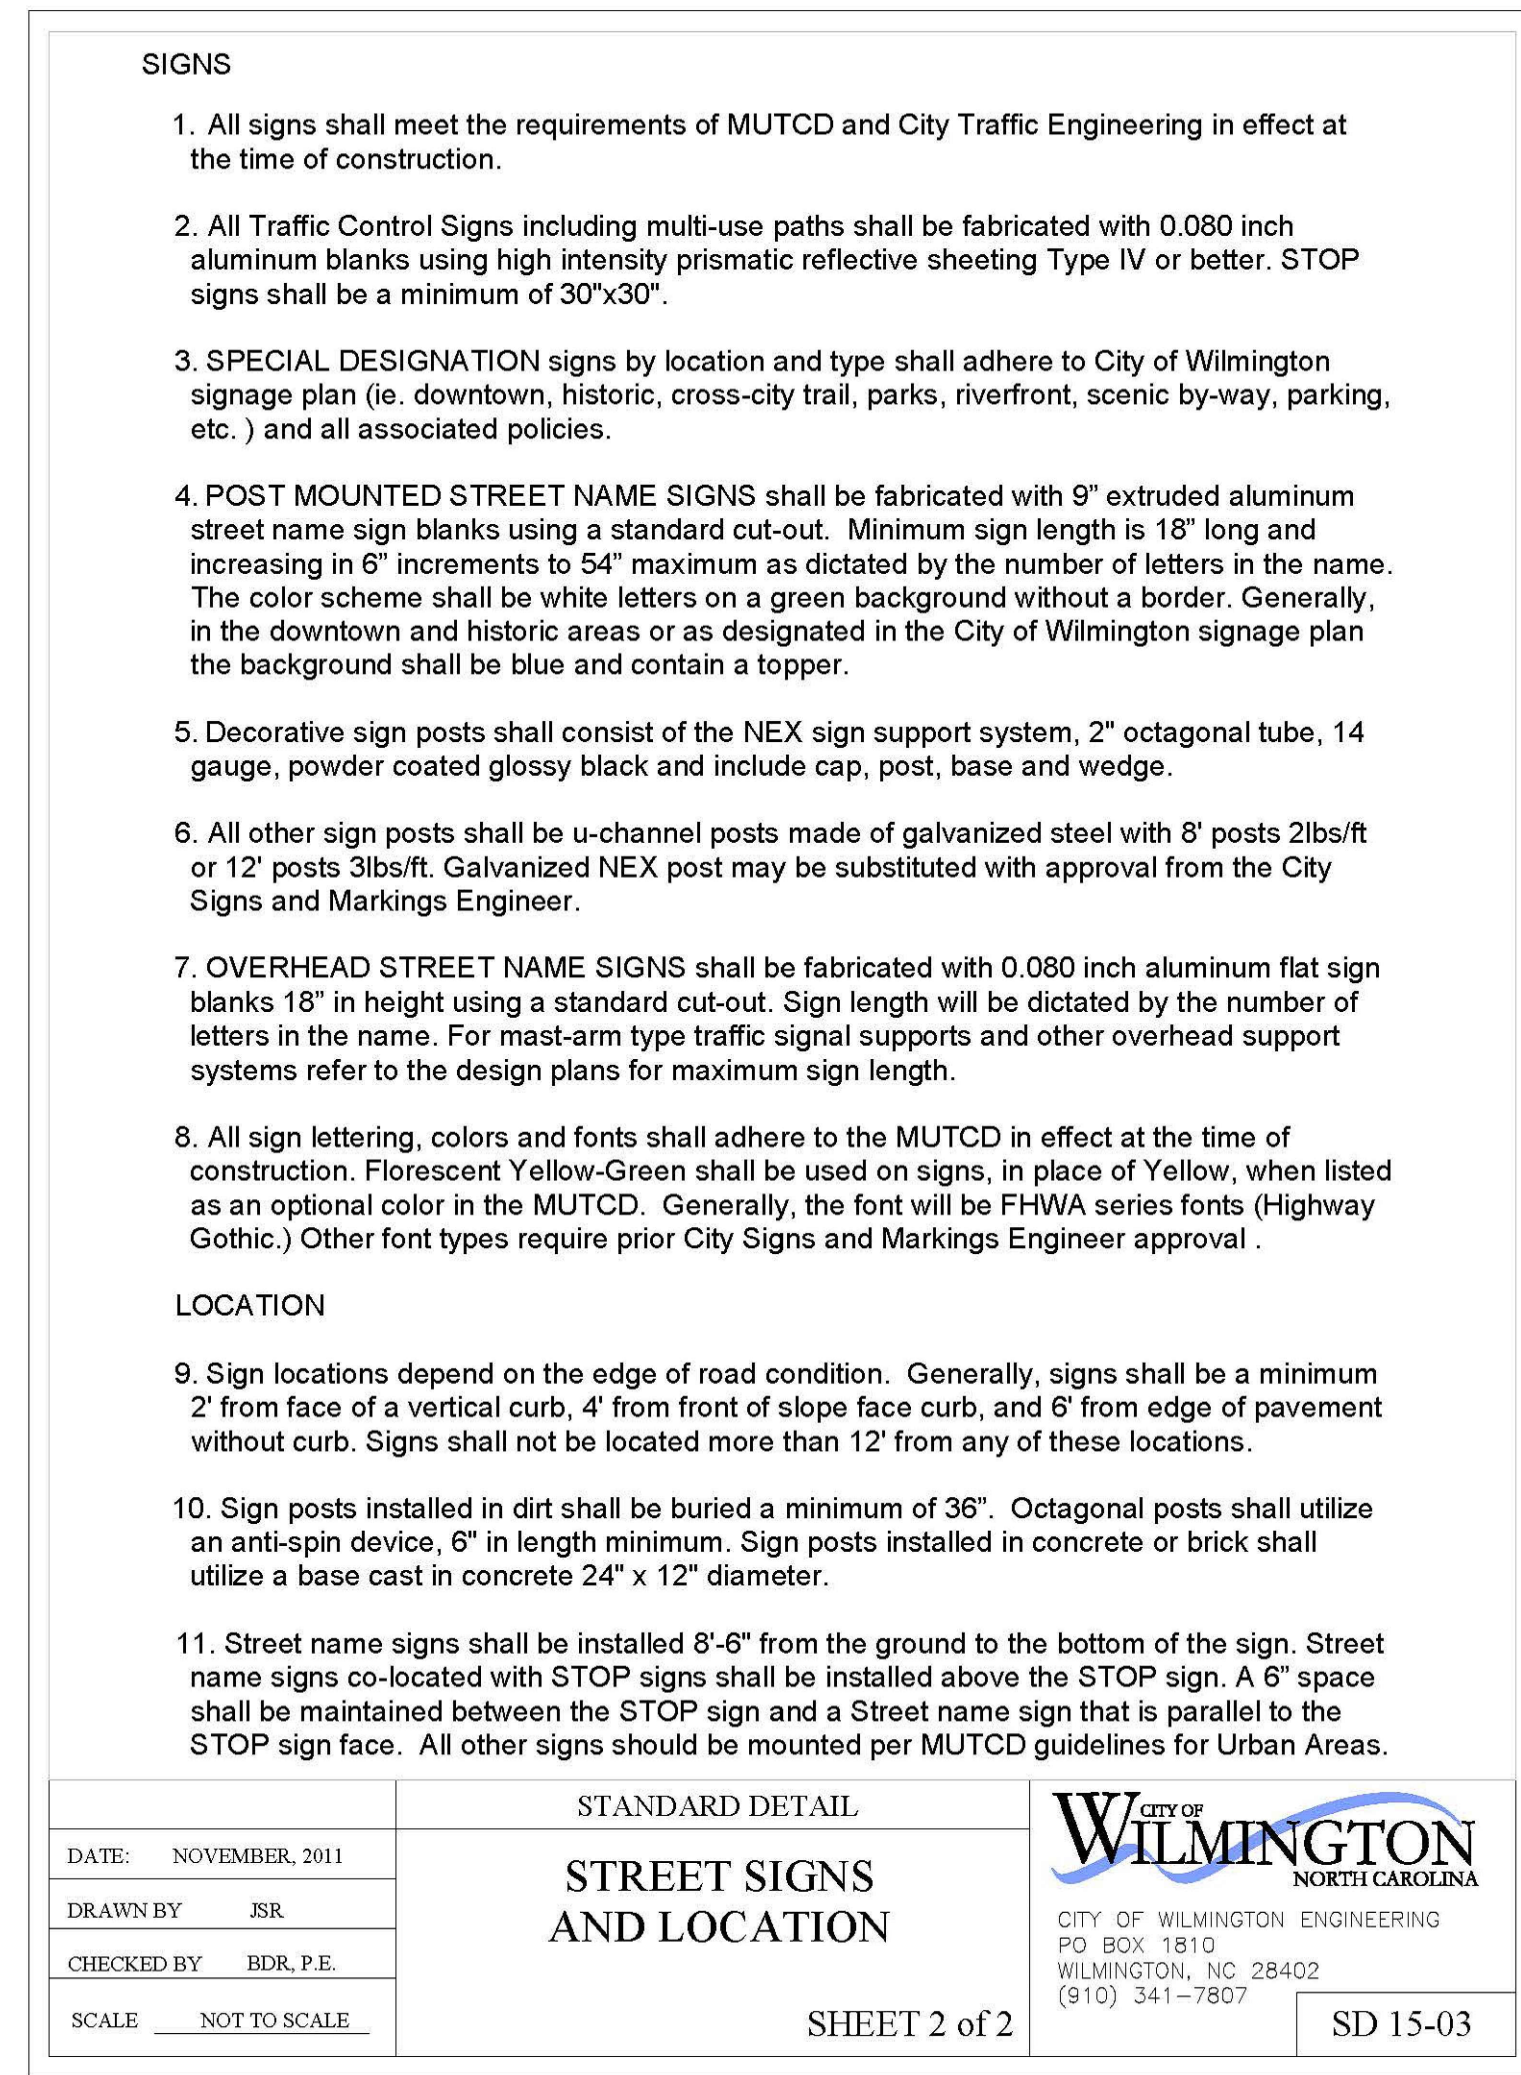 SIGNS
1. All signs shall meet the requirements of MUTCD and City Traffic Engineering in effect at
the time of construction.
2. All Traffic Control Signs including multi-use paths shall be fabricated with 0.080 inch
aluminum blanks using high intensity prismatic reflective sheeting Type IV or better. STOP
signs shall be a minimum of 30"x30".
3. SPECIAL DESIGNATION signs by location and type shall adhere to City of Wilmington
signage plan (ie. downtown, historic, cross-city trail, parks, riverfront, scenic by-way, parking,
etc. ) and all associated policies.
4. POST MOUNTED STREET NAME SIGNS shall be fabricated with 9” extruded aluminum
street name sign blanks using a standard cut-out.  Minimum sign length is 18” long and
increasing in 6” increments to 54” maximum as dictated by the number of letters in the name.
The color scheme shall be white letters on a green background without a border. Generally,
in the downtown and historic areas or as designated in the City of Wilmington signage plan
the background shall be blue and contain a topper.
5. Decorative sign posts shall consist of the NEX sign support system, 2" octagonal tube, 14
gauge, powder coated glossy black and include cap, post, base and wedge.
6. All other sign posts shall be u-channel posts made of galvanized steel with 8' posts 2lbs/ft
or 12' posts 3lbs/ft. Galvanized NEX post may be substituted with approval from the City
Signs and Markings Engineer.
7. OVERHEAD STREET NAME SIGNS shall be fabricated with 0.080 inch aluminum flat sign
blanks 18” in height using a standard cut-out. Sign length will be dictated by the number of
letters in the name. For mast-arm type traffic signal supports and other overhead support
systems refer to the design plans for maximum sign length.
8. All sign lettering, colors and fonts shall adhere to the MUTCD in effect at the time of
construction. Florescent Yellow-Green shall be used on signs, in place of Yellow, when listed
as an optional color in the MUTCD.  Generally, the font will be FHWA series fonts (Highway
Gothic.) Other font types require prior City Signs and Markings Engineer approval .
LOCATION
9. Sign locations depend on the edge of road condition.  Generally, signs shall be a minimum
2' from face of a vertical curb, 4' from front of slope face curb, and 6' from edge of pavement
without curb. Signs shall not be located more than 12' from any of these locations.
10. Sign posts installed in dirt shall be buried a minimum of 36”.  Octagonal posts shall utilize
an anti-spin device, 6" in length minimum. Sign posts installed in concrete or brick shall
utilize a base cast in concrete 24" x 12" diameter.
11. Street name signs shall be installed 8'-6" from the ground to the bottom of the sign. Street
name signs co-located with STOP signs shall be installed above the STOP sign. A 6” space
shall be maintained between the STOP sign and a Street name sign that is parallel to the
STOP sign face.  All other signs should be mounted per MUTCD guidelines for Urban Areas.
DATE: NOVEMBER, 2011
DRAWN BY JSR
CHECKED BY BDR, P.E.
SCALE NOT TO SCALE
STANDARD DETAIL
STREET SIGNS
AND LOCATION
SHEET 2 of 2
CITY OF
WILMINGTON
NORTH CAROLINA
CITY OF WILMINGTON ENGINEERING
PO BOX 1810
WILMINGTON, NC 28402
(910) 341-7807
SD 15-03